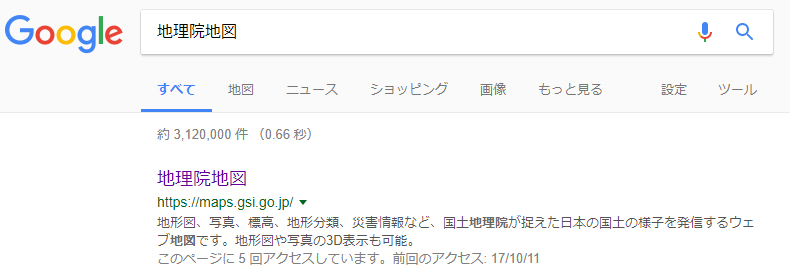 Google 地理院地図
すべて 地図 ニュース ショッピング 画像 もっと見る 設定 ツール
約 3,120,000 件 （0.66 秒）
地理院地図
https://maps.gsi.go.jp/
地形図、写真、標高、地形分類、災害情報など、国土地理院が捉えた日本の国土の様子を発信するウェ
ブ地図です。地形図や写真の3D表示も可能。
このページに 5 回アクセスしています。前回のアクセス: 17/10/11